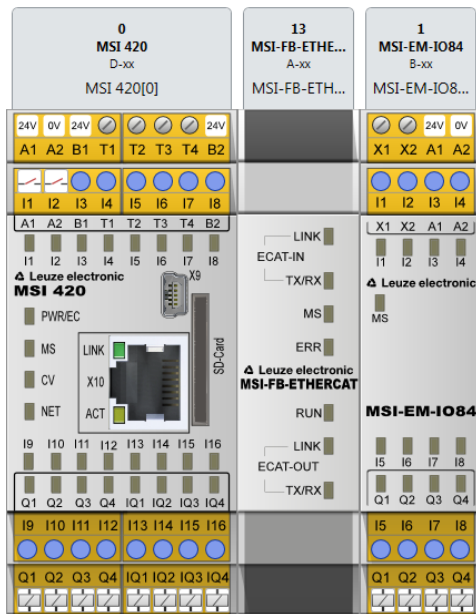 0
MSI 420
D-xx
MSI 420[0]
13
MSI-FB-ETHE...
A-xx
MSI-FB-ETH...
1
MSI-EM-IO84
B-xx
MSI-EM-IO8...
24V 0V 24V 24V
A1 A2 B1 T1 T2 T3 T4 B2
I1 I2 I3 I4 I5 I6 I7 I8
A1 A2 B1 T1 T2 T3 T4 B2
I1 I2 I3 I4 I5 I6 I7 I8
Leuze electronic
MSI 420
X9
PWR/EC
MS
CV
NET
LINK
X10
ACT
SD-Card
I9 I10 I11 I12 I13 I14 I15 I16
Q1 Q2 Q3 Q4 IQ1 IQ2 IQ3 IQ4
I9 I10 I11 I12 I13 I14 I15 I16
Q1 Q2 Q3 Q4 IQ1 IQ2 IQ3 IQ4
LINK
ECAT-IN
TX/RX
MS
ERR
Leuze electronic
MSI-FB-ETHERCAT
RUN
LINK
ECAT-OUT
TX/RX
24V 0V
X1 X2 A1 A2
I1 I2 I3 I4
X1 X2 A1 A2
I1 I2 I3 I4
Leuze electronic
MS
MSI-EM-IO84
I5 I6 I7 I8
Q1 Q2 Q3 Q4
I5 I6 I7 I8
Q1 Q2 Q3 Q4